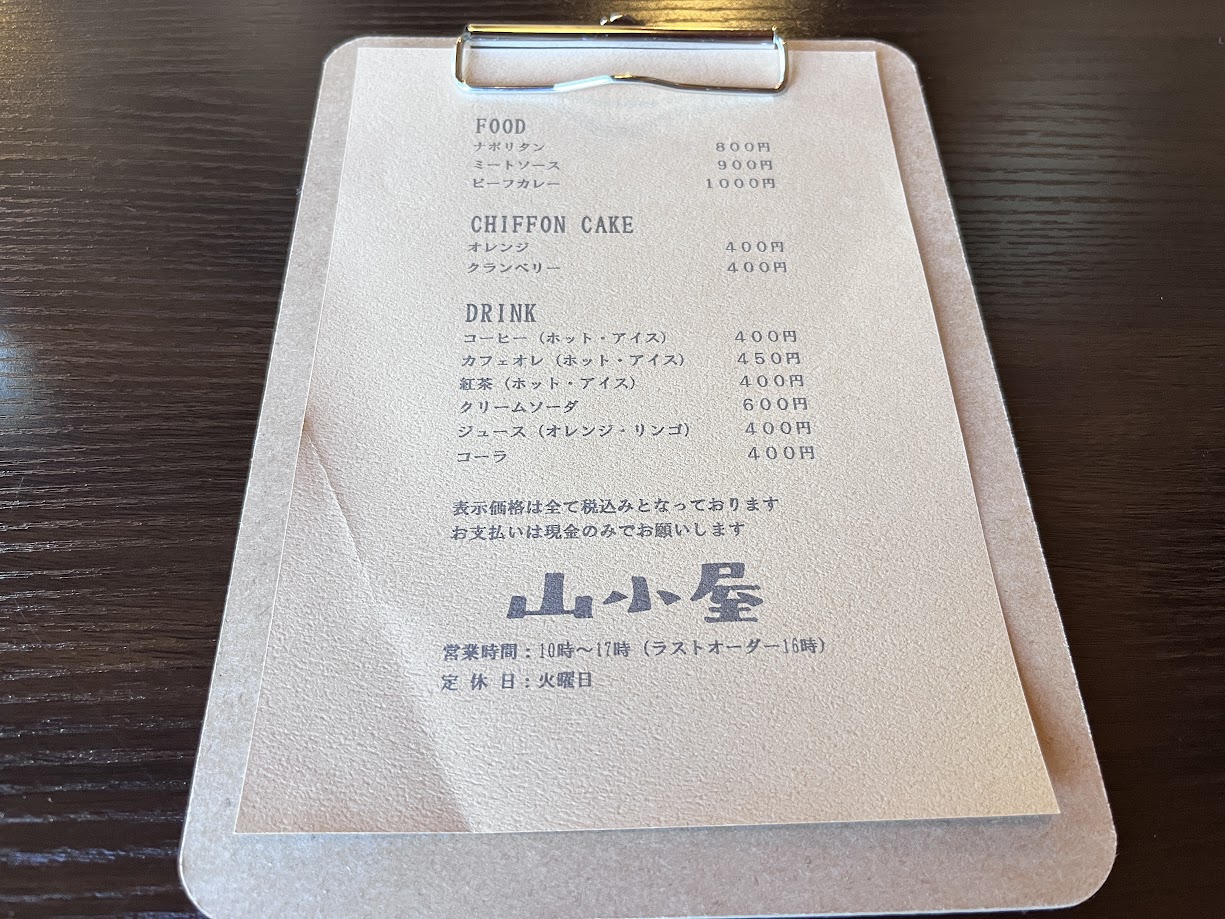 FOOD
ナポリタン 800円
ミートソース 900円
ビーフカレー 1000円
CHIFFON CAKE
オレンジ 400円
クランベリー 400円
DRINK
コーヒー（ホット・アイス） 400円
カフェオレ（ホット・アイス） 450円
紅茶（ホット・アイス） 400円
クリームソーダ 600円
ジュース（オレンジ・リンゴ） 400円
コーラ 400円
表示価格は全て税込みとなっております
お支払いは現金のみでお願いします
山小屋
営業時間：10時～17時（ラストオーダー16時）
定 休 日：火曜日